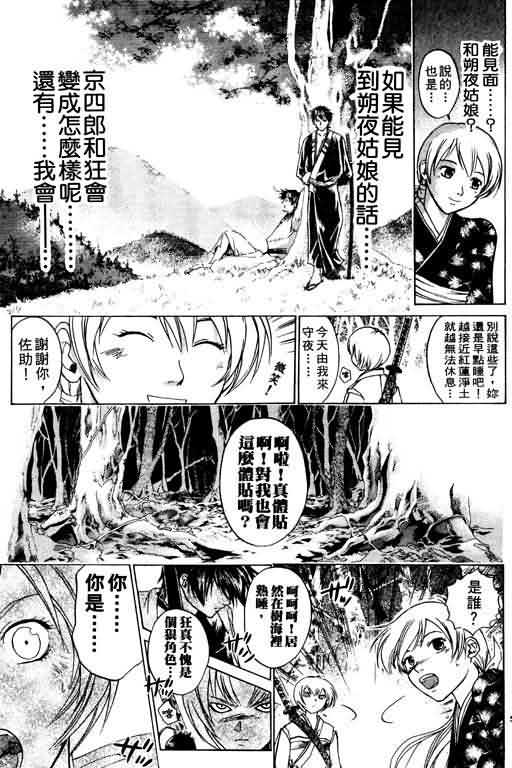 能見面……？
和朔夜姑娘？
說的
也是…
如果能見
到朔夜姑娘的話……
京四郎和狂會
變成怎麼樣呢……
還有……我會———
別說這些了，妳
還是早點睡吧！
越接近紅蓮淨土
就越無法休息…
今天由我來
守夜…
微笑！
謝謝你，
佐助！
啊啦！真體貼
啊！對我也會
這麼體貼嗎？
是誰？
呵呵呵！居
然在樹海裡
熟睡，
狂真不愧是
個狠角色…
你……
你是……